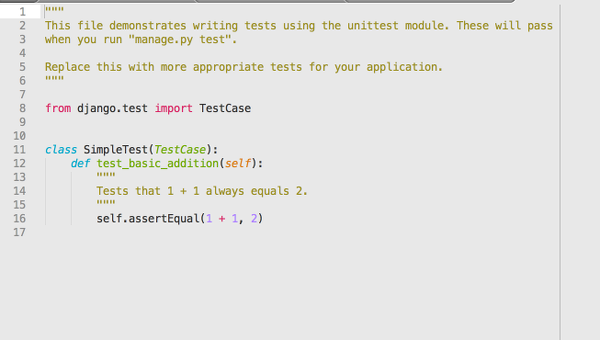 1 """
2 This file demonstrates writing tests using the unittest module. These will pass
3 when you run "manage.py test".
4
5 Replace this with more appropriate tests for your application.
6 """
7
8 from django.test import TestCase
9
10
11 class SimpleTest(TestCase):
12     def test_basic_addition(self):
13         """
14         Tests that 1 + 1 always equals 2.
15         """
16         self.assertEqual(1 + 1, 2)
17